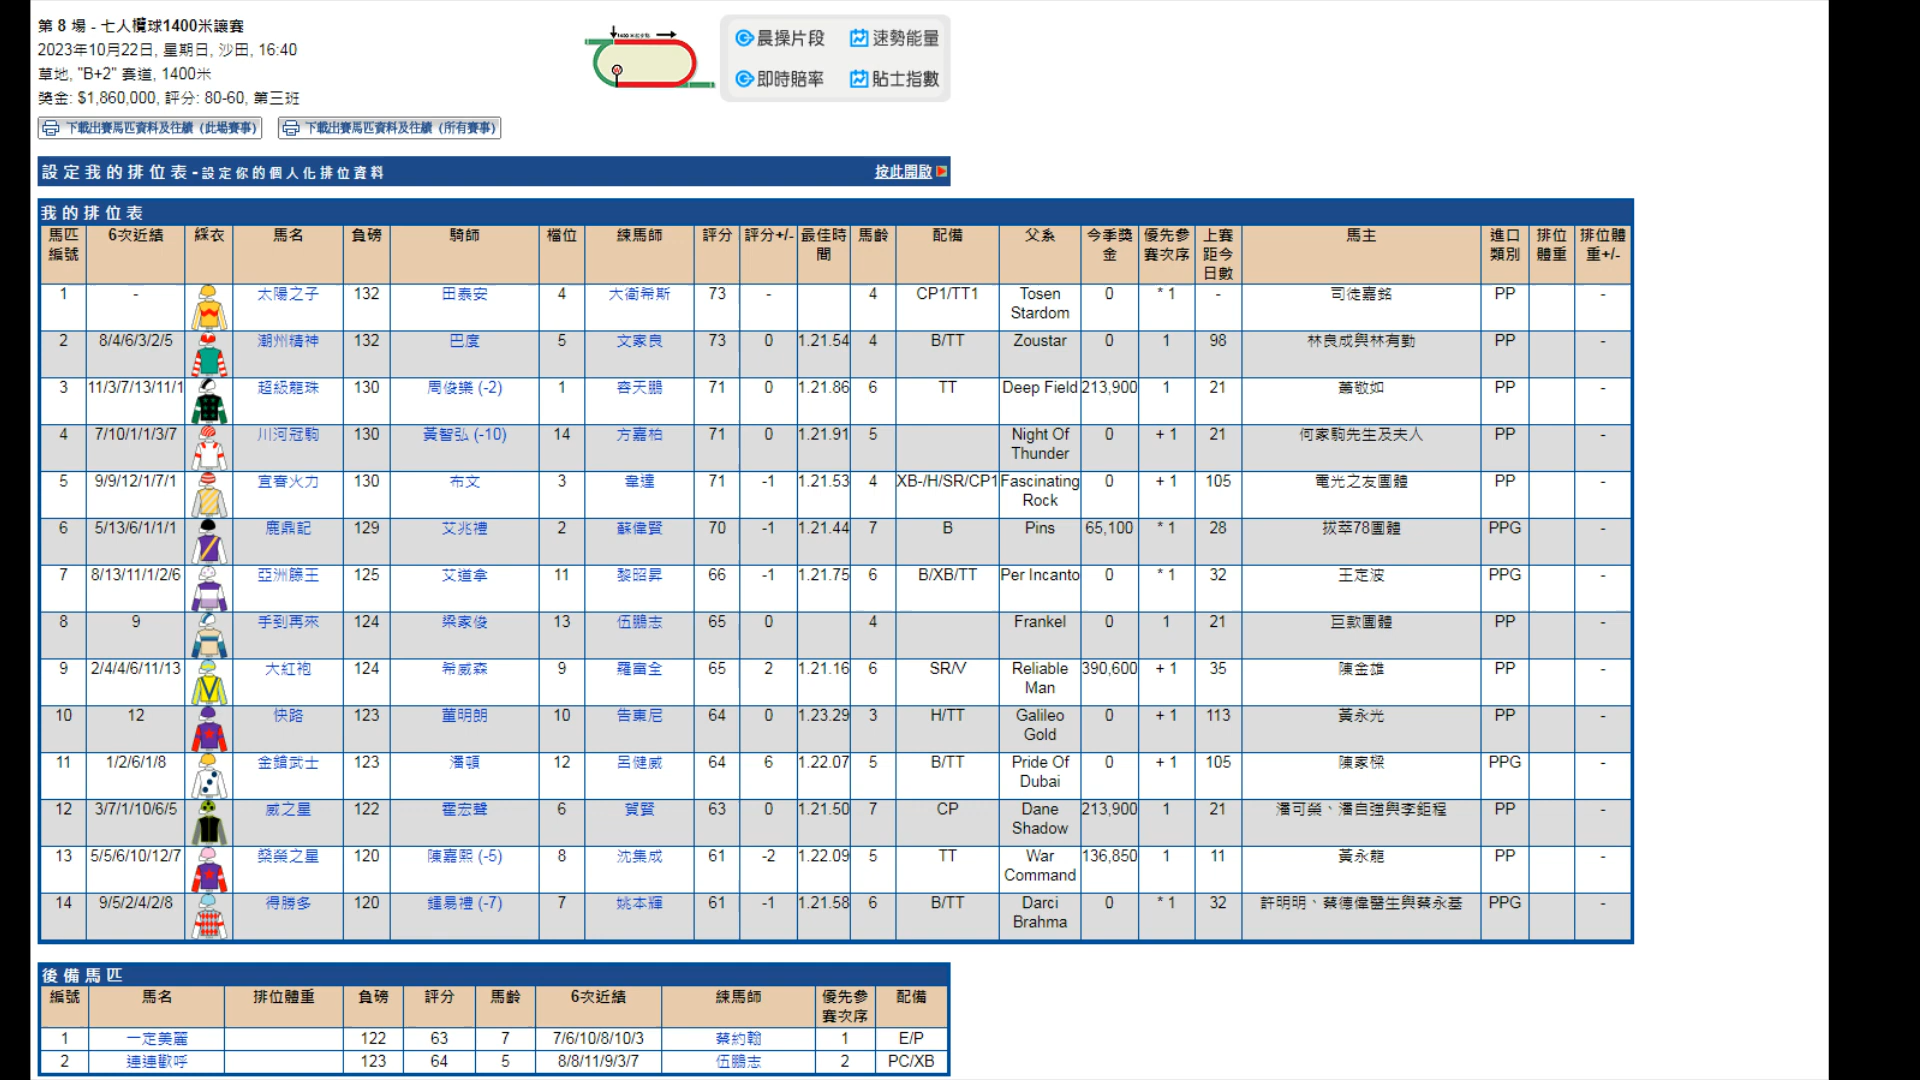 第 8 場 - 七人欖球1400米讓賽
2023年10月22日, 星期日, 沙田, 16:40
草地, "B+2" 賽道, 1400米
獎金: $1,860,000, 評分: 80-60, 第三班
晨操片段 速勢能量
即時賠率 貼士指數
下載出賽馬匹資料及往績 (此場賽事) 下載出賽馬匹資料及往績 (所有賽事)
設定我的排位表-設定你的個人化排位資料 按此開啟
我的排位表
馬匹編號 6次近績 綵衣 馬名 負磅 騎師 檔位 練馬師 評分 評分+/- 最佳時間 馬齡 配備 父系 今季獎金 優先參賽次序 上賽距今日數 馬主 進口類別 排位體重 排位體重+/-
1 - 太陽之子 132 田泰安 4 大衛希斯 73 - 4 CP1/TT1 Tosen Stardom 0 * 1 - 司徒嘉銘 PP -
2 8/4/6/3/2/5 潮州精神 132 巴度 5 文家良 73 0 1.21.54 4 B/TT Zoustar 0 1 98 林良成與林有勤 PP -
3 11/3/7/13/11/1 超級龍珠 130 周俊樂 (-2) 1 容天鵬 71 0 1.21.86 6 TT Deep Field 213,900 1 21 蕭敬如 PP -
4 7/10/1/1/3/7 川河冠駒 130 黃智弘 (-10) 14 方嘉柏 71 0 1.21.91 5 Night Of Thunder 0 + 1 21 何家駒先生及夫人 PP -
5 9/9/12/1/7/1 宜春火力 130 布文 3 韋達 71 -1 1.21.53 4 XB-/H/SR/CP1 Fascinating Rock 0 + 1 105 電光之友團體 PP -
6 5/13/6/1/1/1 鹿鼎記 129 艾兆禮 2 蘇偉賢 70 -1 1.21.44 7 B Pins 65,100 * 1 28 拔萃78團體 PPG -
7 8/13/11/1/2/6 亞洲籐王 125 艾道拿 11 黎昭昇 66 -1 1.21.75 6 B/XB/TT Per Incanto 0 * 1 32 王定波 PPG -
8 9 手到再來 124 梁家俊 13 伍鵬志 65 0 4 Frankel 0 1 21 巨款團體 PP -
9 2/4/4/6/11/13 大紅袍 124 希威森 9 羅富全 65 2 1.21.16 6 SR/V Reliable Man 390,600 + 1 35 陳金雄 PP -
10 12 快路 123 董明朗 10 告東尼 64 0 1.23.29 3 H/TT Galileo Gold 0 + 1 113 黃永光 PP -
11 1/2/6/1/8 金鎗武士 123 潘頓 12 呂健威 64 6 1.22.07 5 B/TT Pride Of Dubai 0 + 1 105 陳家樑 PPG -
12 3/7/1/10/6/5 威之星 122 霍宏聲 6 賀賢 63 0 1.21.50 7 CP Dane Shadow 213,900 1 21 潘可榮、潘自強與李鉅程 PP -
13 5/5/6/10/12/7 燊榮之星 120 陳嘉熙 (-5) 8 沈集成 61 -2 1.22.09 5 TT War Command 136,850 1 11 黃永龍 PP -
14 9/5/2/4/2/8 得勝多 120 鍾易禮 (-7) 7 姚本輝 61 -1 1.21.58 6 B/TT Darci Brahma 0 * 1 32 許明明、蔡德偉醫生與蔡永基 PPG -
後備馬匹
編號 馬名 排位體重 負磅 評分 馬齡 6次近績 練馬師 優先參賽次序 配備
1 一定美麗 122 63 7 7/6/10/8/10/3 蔡約翰 1 E/P
2 連連歡呼 123 64 5 8/8/11/9/3/7 伍鵬志 2 PC/XB